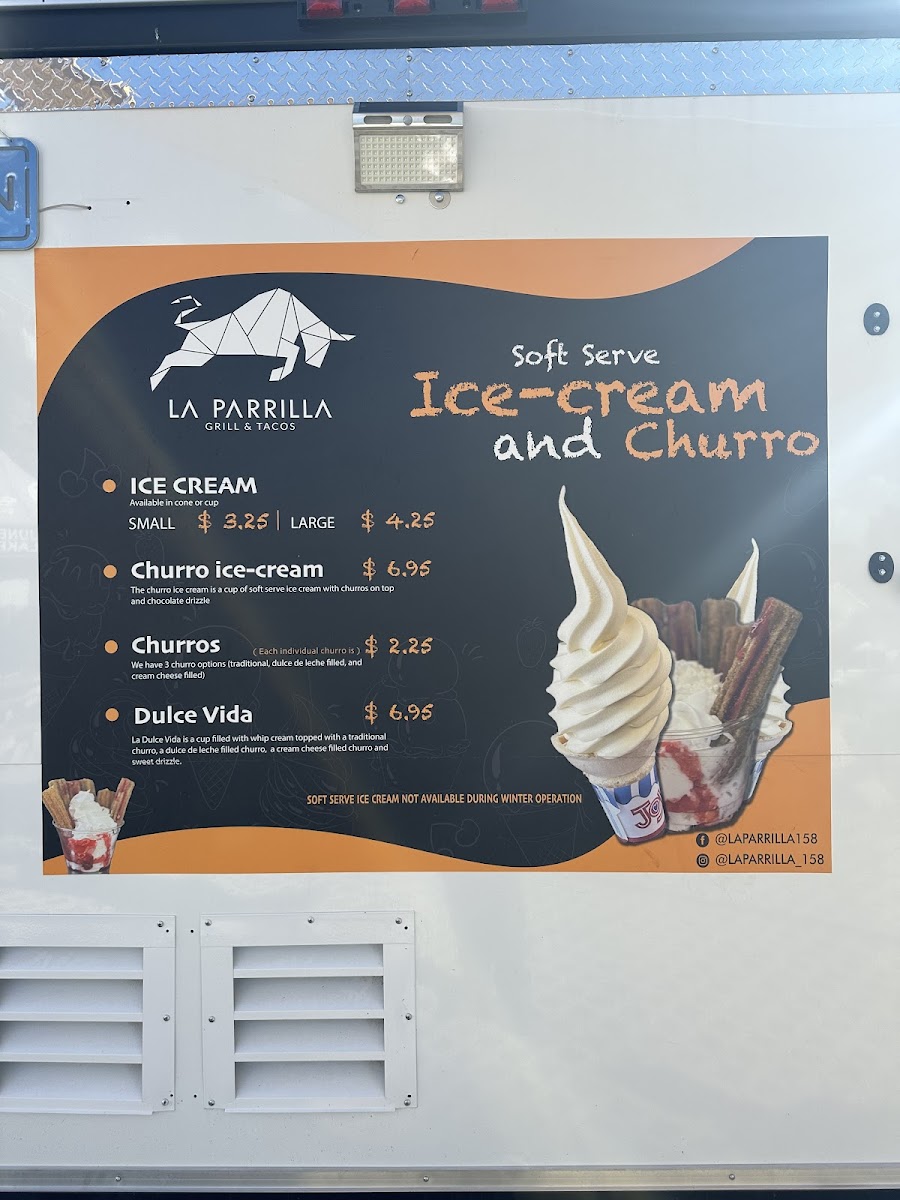 LA PARRILLA
GRILL & TACOS
Soft Serve
Ice-cream
and Churro
ICE CREAM
Available in cone or cup
SMALL $ 3.25 | LARGE $ 4.25
Churro ice-cream $ 6.95
The churro ice cream is a cup of soft serve ice cream with churros on top
and chocolate drizzle
Churros ( Each individual churro is ) $ 2.25
We have 3 churro options (traditional, dulce de leche filled, and
cream cheese filled)
Dulce Vida $ 6.95
La Dulce Vida is a cup filled with whip cream topped with a traditional
churro, a dulce de leche filled churro, a cream cheese filled churro and
sweet drizzle.
SOFT SERVE ICE CREAM NOT AVAILABLE DURING WINTER OPERATION
@LAPARRILLA158
@LAPARRILLA_158